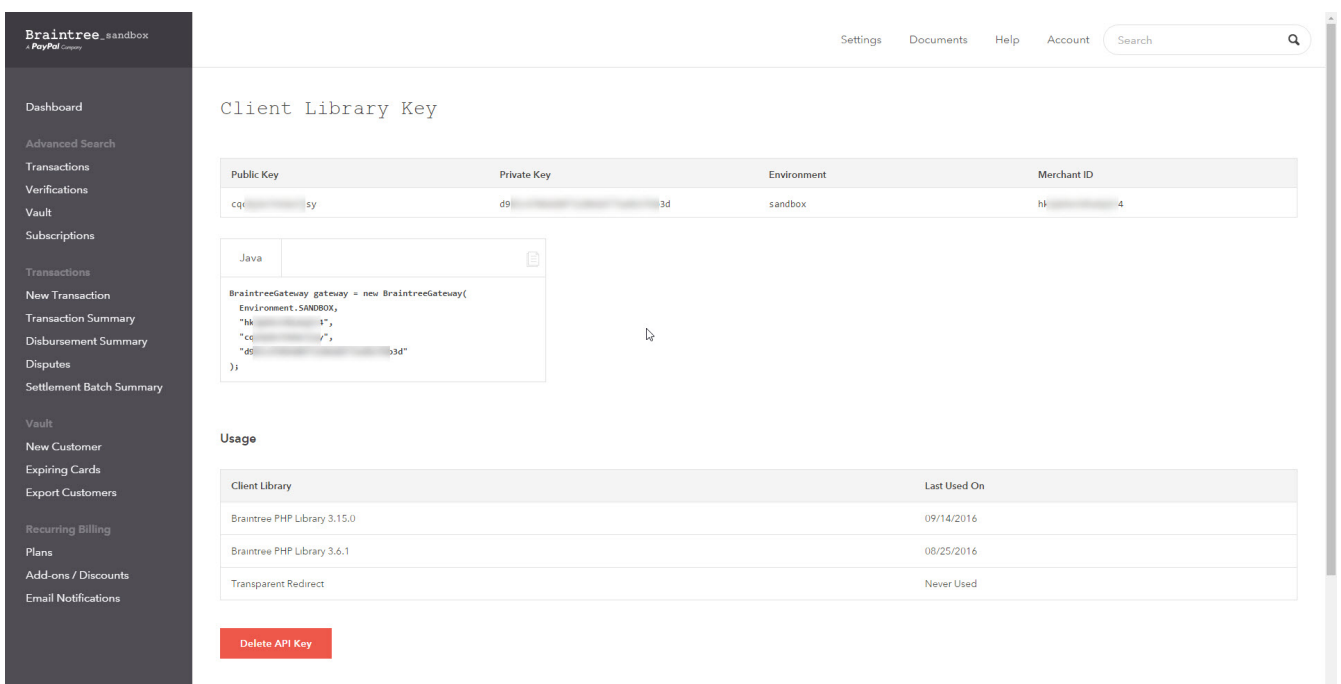 Braintree_sandbox
A PayPal Company
Settings Documents Help Account Search
Dashboard
Advanced Search
Transactions
Verifications
Vault
Subscriptions
Transactions
New Transaction
Transaction Summary
Disbursement Summary
Disputes
Settlement Batch Summary
Vault
New Customer
Expiring Cards
Export Customers
Recurring Billing
Plans
Add-ons / Discounts
Email Notifications
Client Library Key
Public Key Private Key Environment Merchant ID
sandbox
Java
BraintreeGateway gateway = new BraintreeGateway(
Environment.SANDBOX,
);
Usage
Client Library Last Used On
Braintree PHP Library 3.15.0 09/14/2016
Braintree PHP Library 3.6.1 08/25/2016
Transparent Redirect Never Used
Delete API Key